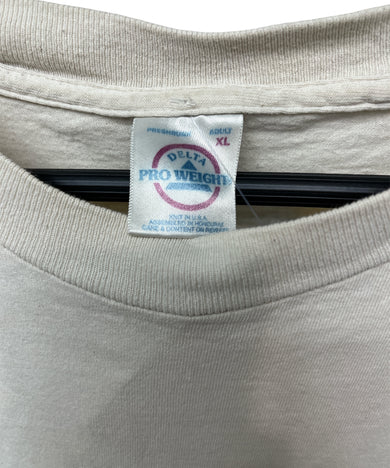 PRESHRUNK ADULT
XL
DELTA
PRO WEIGHT
KNIT IN U.S.A.
ASSEMBLED IN HONDURAS
CARE & CONTENT ON REVERSE